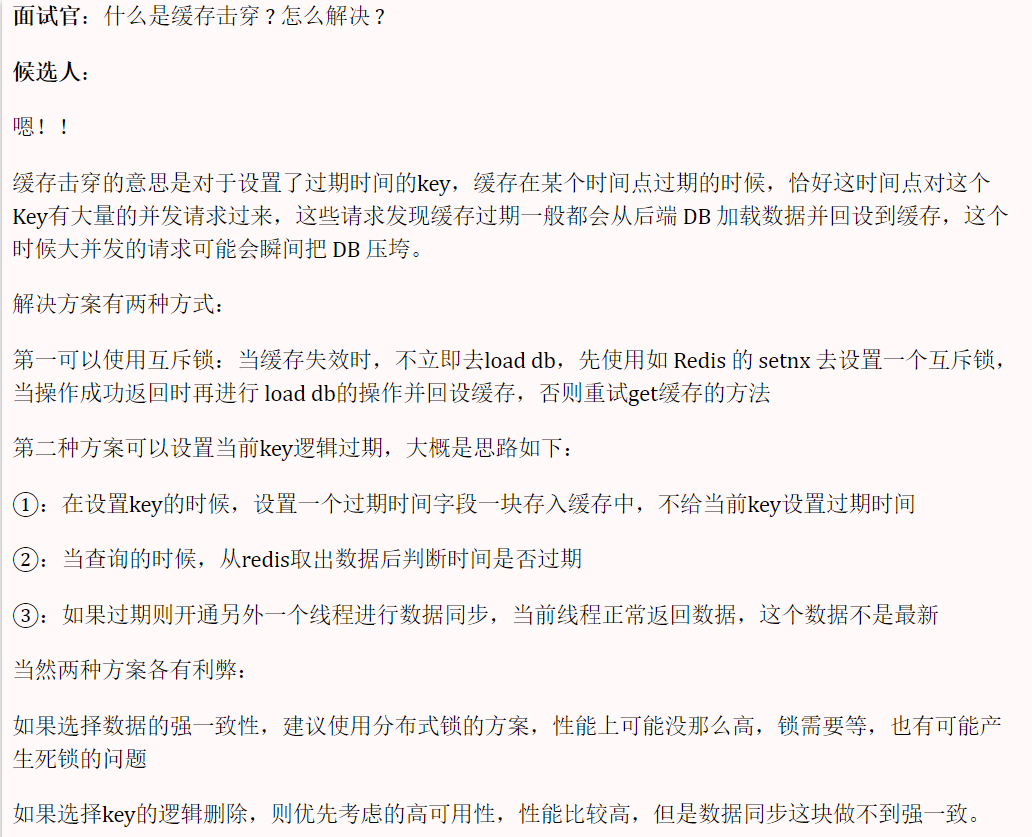 面试官：什么是缓存击穿？怎么解决？
候选人：
嗯！！
缓存击穿的意思是对于设置了过期时间的key，缓存在某个时间点过期的时候，恰好这时间点对这个
Key有大量的并发请求过来，这些请求发现缓存过期一般都会从后端 DB 加载数据并回设到缓存，这个
时候大并发的请求可能会瞬间把 DB 压垮。
解决方案有两种方式：
第一可以使用互斥锁：当缓存失效时，不立即去load db，先使用如 Redis 的 setnx 去设置一个互斥锁，
当操作成功返回时再进行 load db的操作并回设缓存，否则重试get缓存的方法
第二种方案可以设置当前key逻辑过期，大概是思路如下：
①：在设置key的时候，设置一个过期时间字段一块存入缓存中，不给当前key设置过期时间
②：当查询的时候，从redis取出数据后判断时间是否过期
③：如果过期则开通另外一个线程进行数据同步，当前线程正常返回数据，这个数据不是最新
当然两种方案各有利弊：
如果选择数据的强一致性，建议使用分布式锁的方案，性能上可能没那么高，锁需要等，也有可能产
生死锁的问题
如果选择key的逻辑删除，则优先考虑的高可用性，性能比较高，但是数据同步这块做不到强一致。